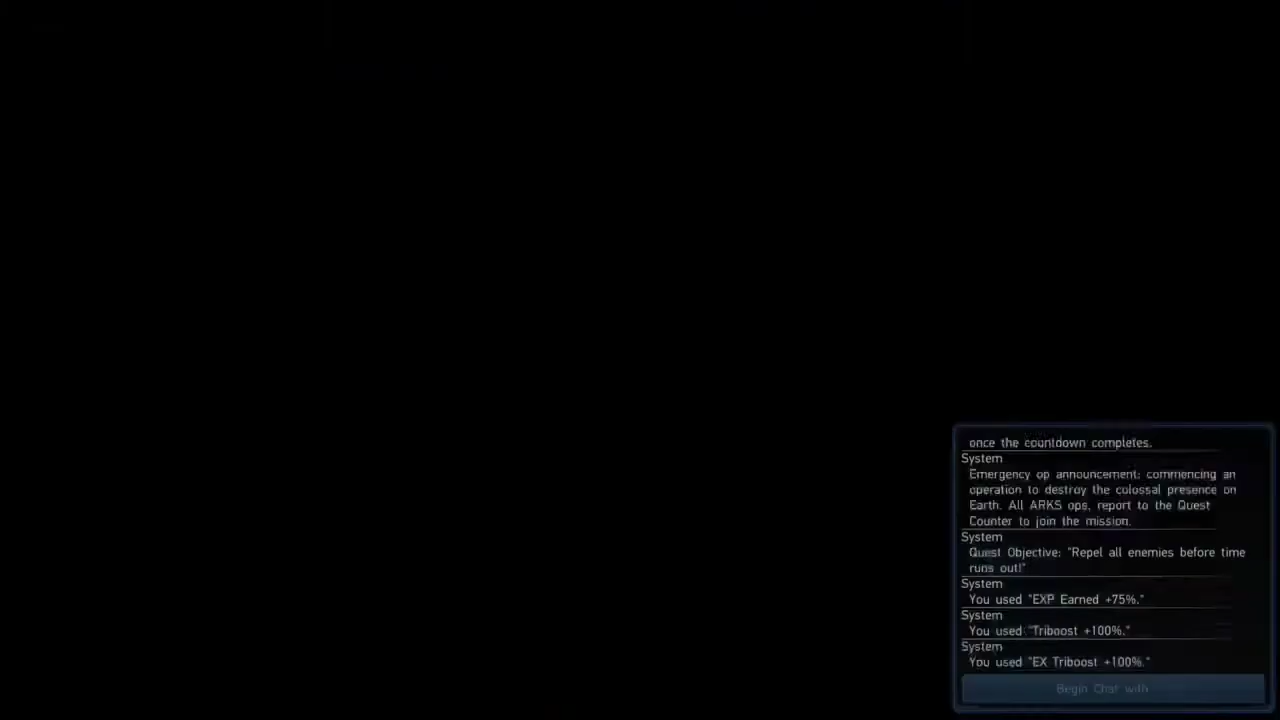 once the countdown completes.
System
Emergency op announcement: commencing an
operation to destroy the colossal presence on
Earth. All ARKS ops, report to the Quest
Counter to join the mission.
System
Quest Objective: "Repel all enemies before time
runs out!"
System
You used "EXP Earned +75%."
System
You used "Triboost +100%."
System
You used "EX Triboost +100%."
Begin Chat with